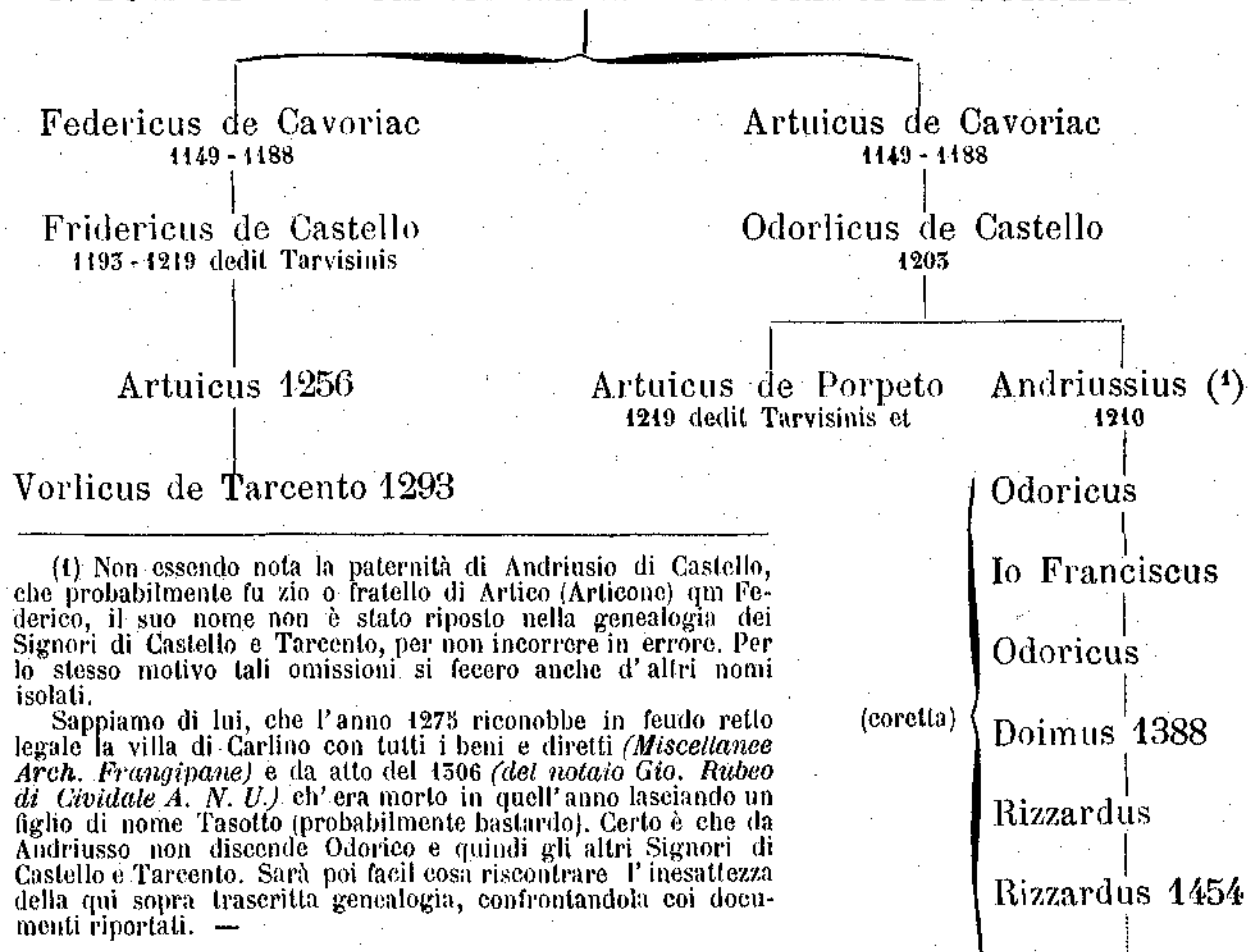 Federicus de Cavoriac
1149 - 1188
Artuicus de Cavoriac
1149 - 1188
Fridericus de Castello
1193 - 1219 dedit Tarvisinis
Odorlicus de Castello
1203
Artuicus 1256
Artuicus de Porpeto
1219 dedit Tarvisinis et
Andriussius (1)
1210
Vorlicus de Tarcento 1293
Odoricus
Io Franciscus
Odoricus
(coretta)
Doimus 1388
Rizzardus
Rizzardus 1454
(1) Non essendo nota la paternità di Andriusio di Castello,
che probabilmente fu zio o fratello di Artico (Articone) qm Fe-
derico, il suo nome non è stato riposto nella genealogia dei
Signori di Castello e Tarcento, per non incorrere in errore. Per
lo stesso motivo tali omissioni si fecero anche d'altri nomi
isolati.
Sappiamo di lui, che l'anno 1275 riconobbe in feudo retto
legale la villa di Carlino con tutti i beni e diretti (Miscellanee
Arch. Frangipane) e da atto del 1306 (del notaio Gio. Rubeo
di Cividale A. N. U.) ch'era morto in quell'anno lasciando un
figlio di nome Tasotto (probabilmente bastardo). Certo è che da
Andriusso non discende Odorico e quindi gli altri Signori di
Castello e Tarcento. Sarà poi facil cosa riscontrare l'inesattezza
della qui sopra trascritta genealogia, confrontandola coi docu-
menti riportati. —